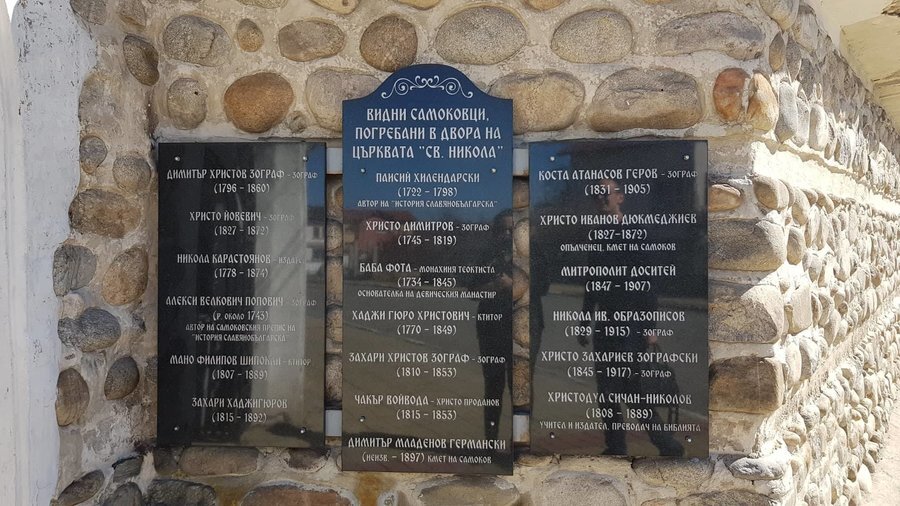 ВИДНИ САМОКОВЦИ,
ПОГРЕБАНИ В ДВОРА НА
ЦЪРКВАТА "СВ. НИКОЛА"
ДИМИТЪР ХРИСТОВ ЗОГРАФ - ЗОГРАФ
(1796 - 1860)
ХРИСТО ЙОВЕВИЧ - ЗОГРАФ
(1827 - 1872)
НИКОЛА КАРАСТОЯНОВ - ИЗДАТЕЛ
(1778 - 1874)
АЛЕКСИ ВЕЛКОВИЧ ПОПОВИЧ - ЗОГРАФ
(Р. ОКОЛО 1743)
АВТОР НА САМОКОВСКИЯ ПРЕПИС НА
"ИСТОРИЯ СЛАВЯНОБЪЛГАРСКА
МАНО ФИЛИПОВ ШИПОКЛИ - КТИТОР
(1807 - 1889)
ЗАХАРИ ХАДЖИГЮРОВ
(1815 - 1892)
ПАИСИЙ ХИЛЕНДАРСКИ
(1722 - 1798)
АВТОР НА "ИСТОРИЯ СЛАВЯНОБЪЛГАРСКА"
ХРИСТО ДИМИТРОВ - ЗОГРАФ
(1745 - 1819)
БАБА ФОТА - МОНАХИНЯ ТЕОКТИСТА
(1734 - 1845)
ОСНОВАТЕЛКА НА ДЕВИЧЕСКИЯ МАНАСТИР
ХАДЖИ ГЮРО ХРИСТОВИЧ - КТИТОР
(1770 - 1849)
ЗАХАРИ ХРИСТОВ ЗОГРАФ - ЗОГРАФ
(1810 - 1853)
ЧАКЪР ВОЙВОДА - ХРИСТО ПРОДАНОВ
(1815 - 1853)
ДИМИТЪР МЛАДЕНОВ ГЕРМАНСКИ
(НЕИЗВ. - 1897) КМЕТ НА САМОКОВ
КОСТА АТАНАСОВ ГЕРОВ - ЗОГРАФ
(1831 - 1905)
ХРИСТО ИВАНОВ ДЮКМЕДЖИЕВ
(1827-1872)
ОПЪЛЧЕНЕЦ, КМЕТ НА САМОКОВ
МИТРОПОЛИТ ДОСИТЕЙ
(1847 - 1907)
НИКОЛА ИВ. ОБРАЗОПИСОВ
(1829 - 1915) - ЗОГРАФ
ХРИСТО ЗАХАРИЕВ ЗОГРАФСКИ
(1845 - 1917) - ЗОГРАФ
ХРИСТОДУЛ СИЧАН-НИКОЛОВ
(1808 - 1889)
УЧИТЕЛ И ИЗДАТЕЛ, ПРЕВОДАЧ НА БИБЛИЯТА